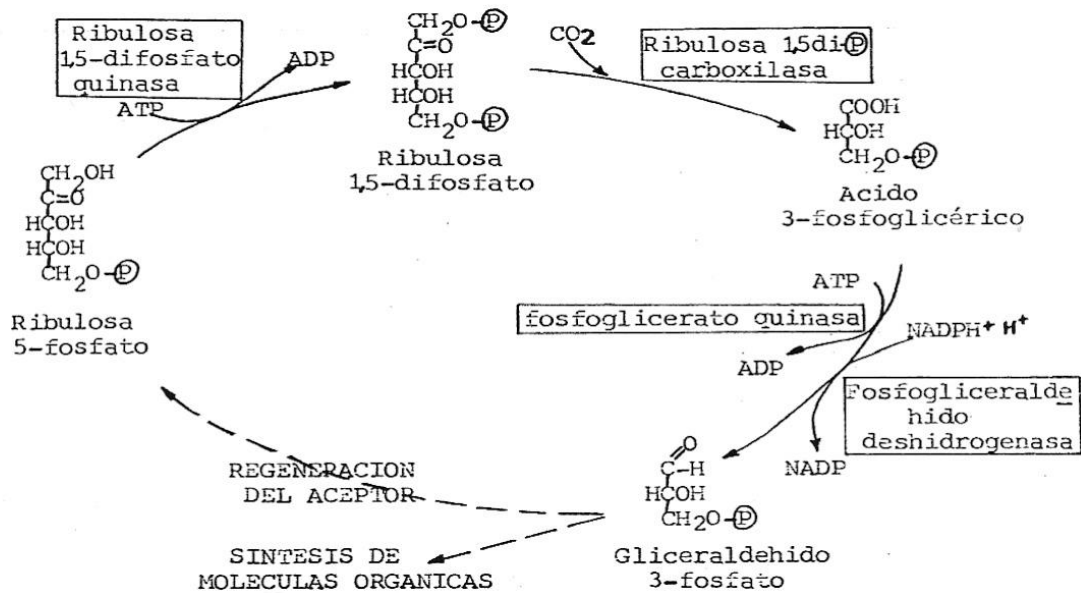 Ribulosa
1,5-difosfato
quinasa
ATP
ADP
CH2O-P
C=O
HCOH
HCOH
CH2O-P
Ribulosa
1,5-difosfato
CO2
Ribulosa 1,5di-P
carboxilasa
COOH
HCOH
CH2O-P
Acido
3-fosfoglicérico
CH2OH
C=O
HCOH
HCOH
CH2O-P
Ribulosa
5-fosfato
ATP
fosfoglicerato quinasa
ADP
NADPH+ H+
Fosfogliceralde
hido
deshidrogenasa
NADP
O
C-H
HCOH
CH2O-P
Gliceraldehido
3-fosfato
REGENERACION
DEL ACEPTOR
SINTESIS DE
MOLECULAS ORGANICAS